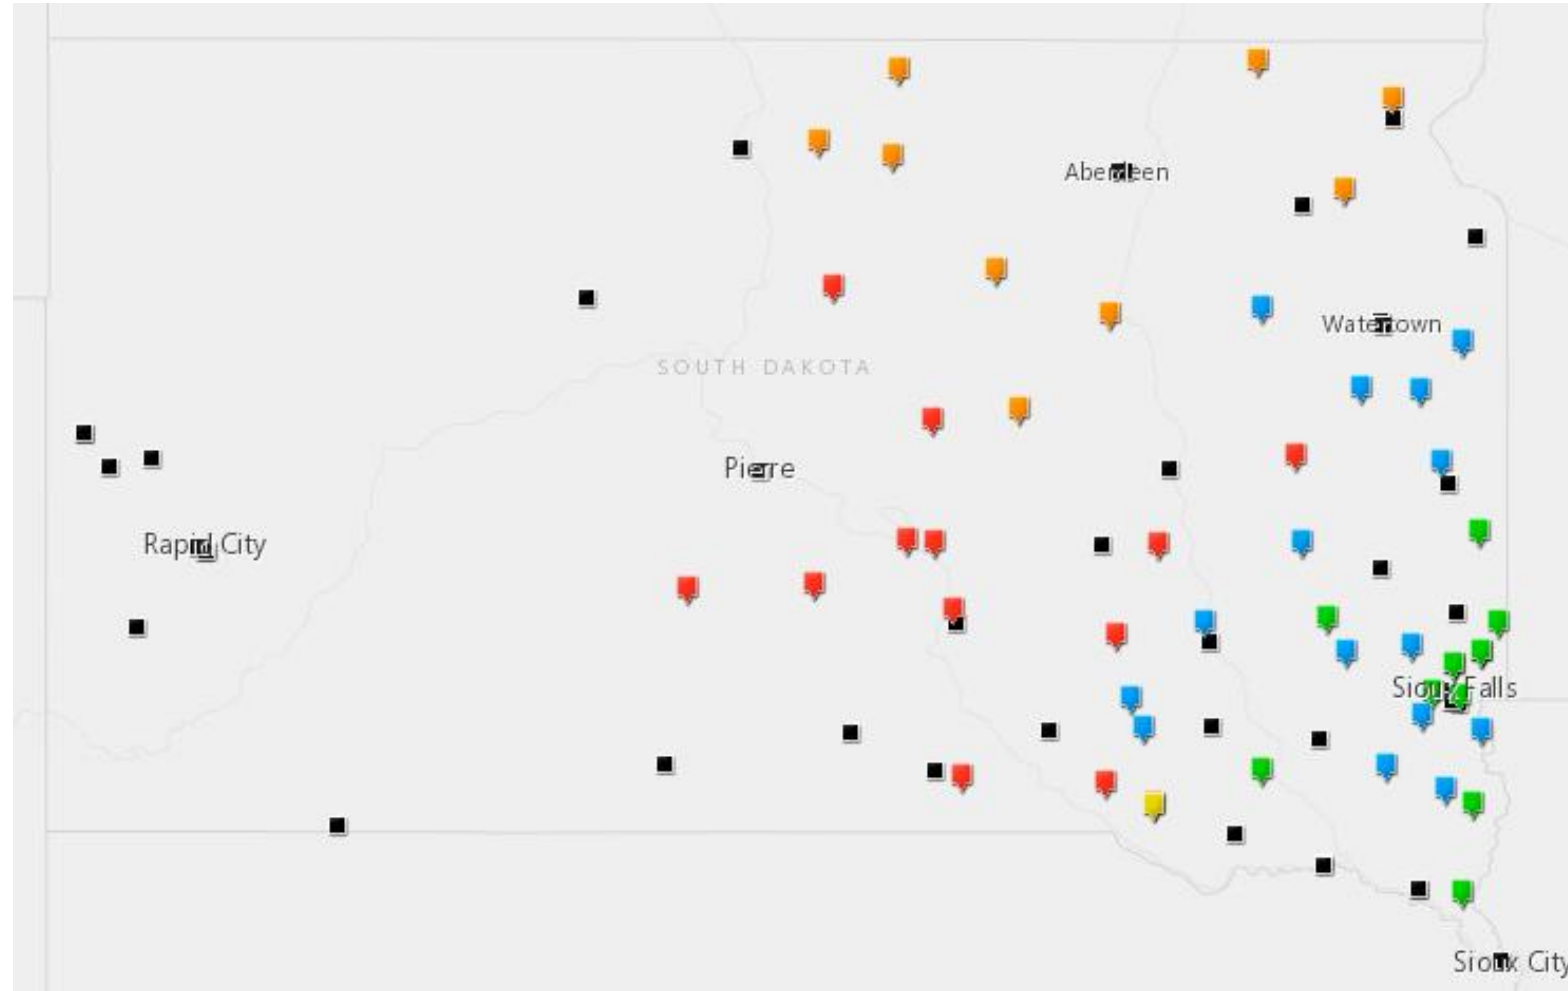 Aberdeen
Watertown
SOUTH DAKOTA
Pierre
Rapid City
Sioux Falls
Sioux City